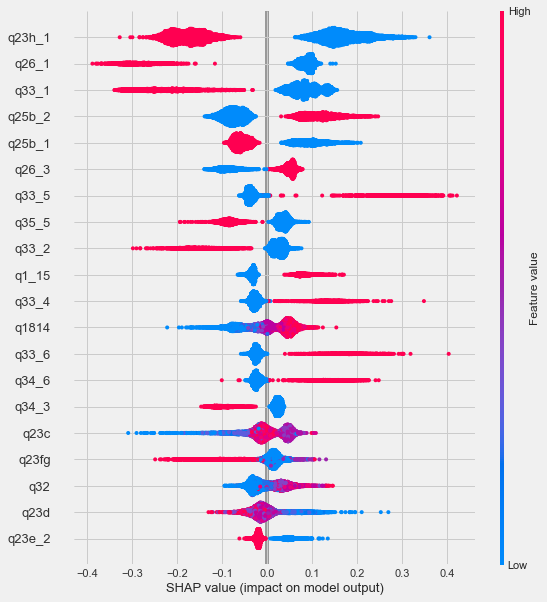 High
q23h_1
q26_1
q33_1
q25b_2
q25b_1
q26_3
q33_5
q35_5
q33_2
q1_15
q33_4
q1814
q33_6
q34_6
q34_3
q23c
q23fg
q32
q23d
q23e_2
Feature value
Low
−0.4 −0.3 −0.2 −0.1 0.0 0.1 0.2 0.3 0.4
SHAP value (impact on model output)